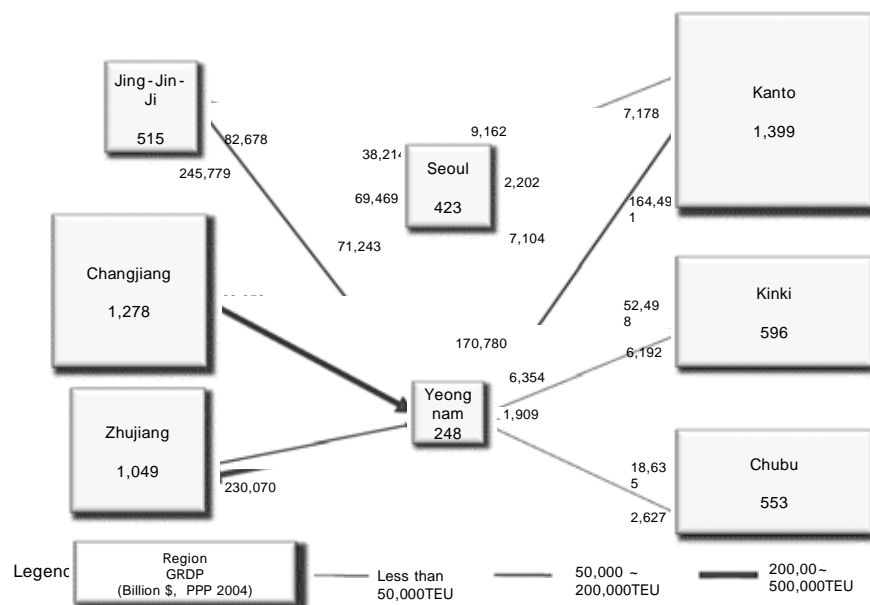 Jing-Jin-
Ji
515
82,678
245,779
38,214
69,469
71,243
9,162
Seoul
423
2,202
7,104
7,178
Kanto
1,399
164,49
1
Changjiang
1,278
Kinki
596
52,49
8
6,192
170,780
6,354
1,909
Yeong
nam
248
Zhujiang
1,049
230,070
18,63
5
2,627
Chubu
553
Legend
Region
GRDP
(Billion $, PPP 2004)
Less than
50,000TEU
50,000 ~
200,000TEU
200,00~
500,000TEU